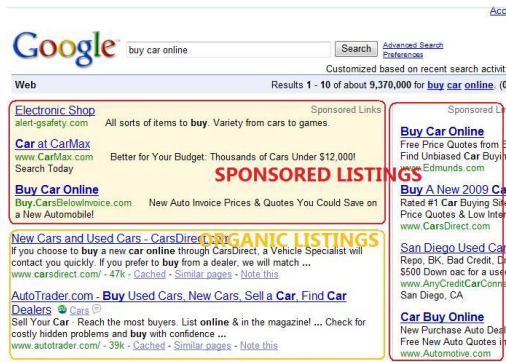 Google
buy car online
Search
Advanced Search
Preferences
Customized based on recent search activit
Web
Results 1 - 10 of about 9,370,000 for buy car online. (0
Electronic Shop
Sponsored Links
alert-gsafety.com All sorts of items to buy. Variety from cars to games.
Car at CarMax
www.CarMax.com Better for Your Budget: Thousands of Cars Under $12,000!
Search Today
SPONSORED LISTINGS
Buy Car Online
Buy.CarsBelowInvoice.com New Auto Invoice Prices & Quotes You Could Save on
a New Automobile!
New Cars and Used Cars - CarsDirect.com
ORGANIC LISTINGS
If you choose to buy a new car online through CarsDirect, a Vehicle Specialist will
contact you quickly. If you prefer to buy from a dealer, we will match ...
www.carsdirect.com/ - 47k - Cached - Similar pages - Note this
AutoTrader.com - Buy Used Cars, New Cars, Sell a Car, Find Car
Dealers Cars
Sell Your Car · Reach the most buyers. List online & in the magazine! ... Check for
costly hidden problems and buy with confidence ...
www.autotrader.com/ - 39k - Cached - Similar pages - Note this
Sponsored
Buy Car Online
Free Price Quotes from
Find Unbiased Car
www.Edmunds.com
Buy A New 2009
Rated #1 Car Buying
Price Quotes & Low
www.CarsDirect.com
San Diego Used
Repo, BK, Bad Credit,
$500 Down oac for a
www.AnyCreditCar
San Diego, CA
Car Buy Online
New Purchase Auto
Free New Auto Quotes
www.Automotive.com